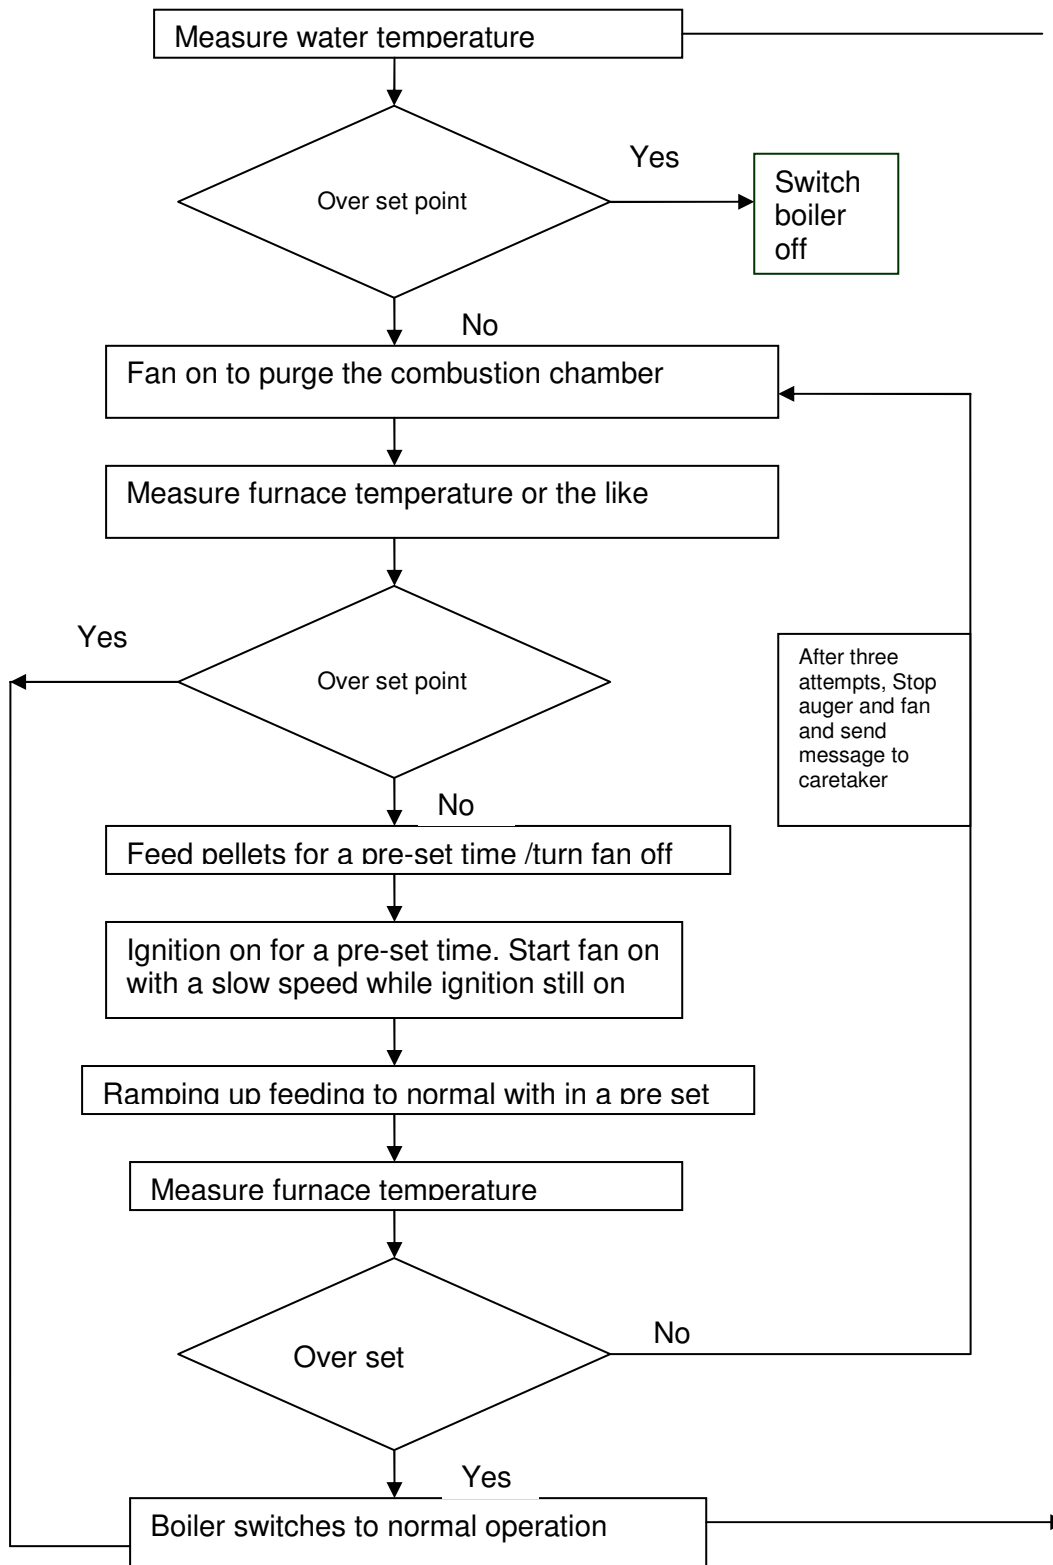 Measure water temperature
Yes
Over set point
Switch
boiler
off
No
Fan on to purge the combustion chamber
Measure furnace temperature or the like
Yes
Over set point
After three
attempts, Stop
auger and fan
and send
message to
caretaker
No
Feed pellets for a pre-set time /turn fan off
Ignition on for a pre-set time. Start fan on
with a slow speed while ignition still on
Ramping up feeding to normal with in a pre set
Measure furnace temperature
No
Over set
Yes
Boiler switches to normal operation